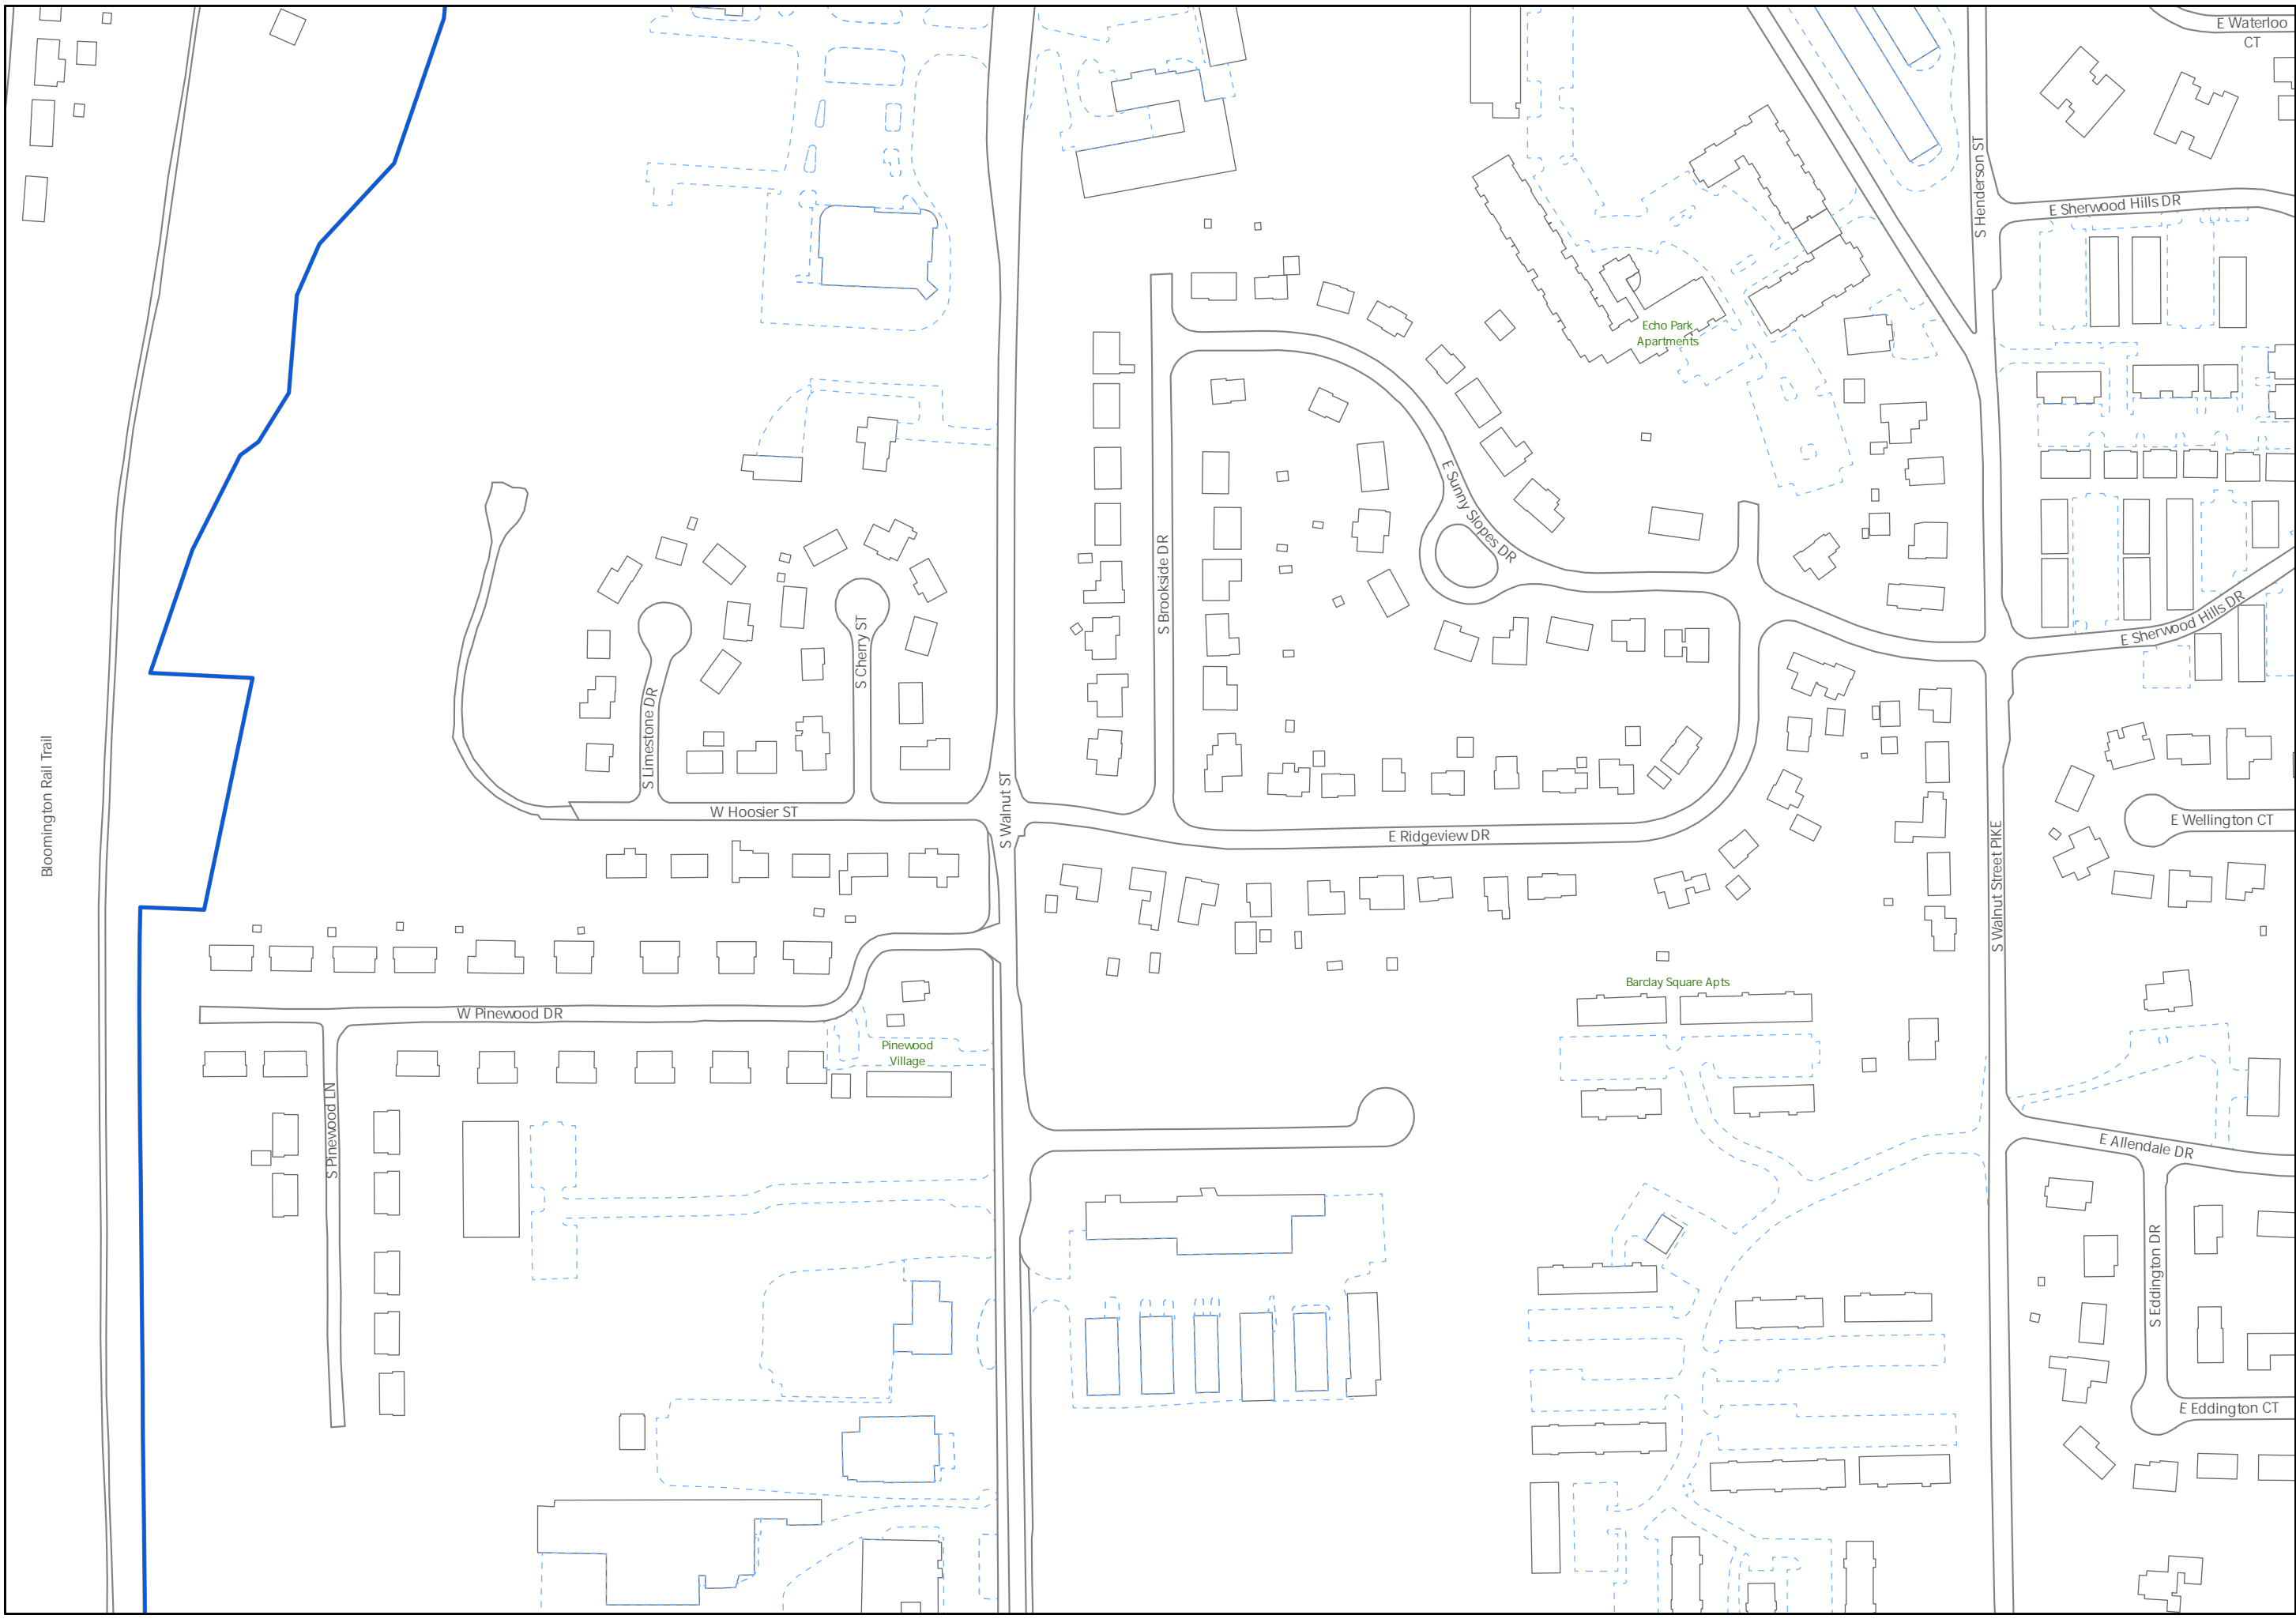 E Waterloo
CT
S Henderson ST
E Sherwood Hills DR
Echo Park
Apartments
E Sunny Slopes DR
S Brookside DR
E Sherwood Hills DR
S Cherry ST
S Limestone DR
Bloomington Rail Trail
W Hoosier ST
S Walnut ST
E Ridgeview DR
E Wellington CT
S Walnut Street PIKE
Barclay Square Apts
W Pinewood DR
Pinewood
Village
S Pinewood LN
E Allendale DR
S Eddington DR
E Eddington CT